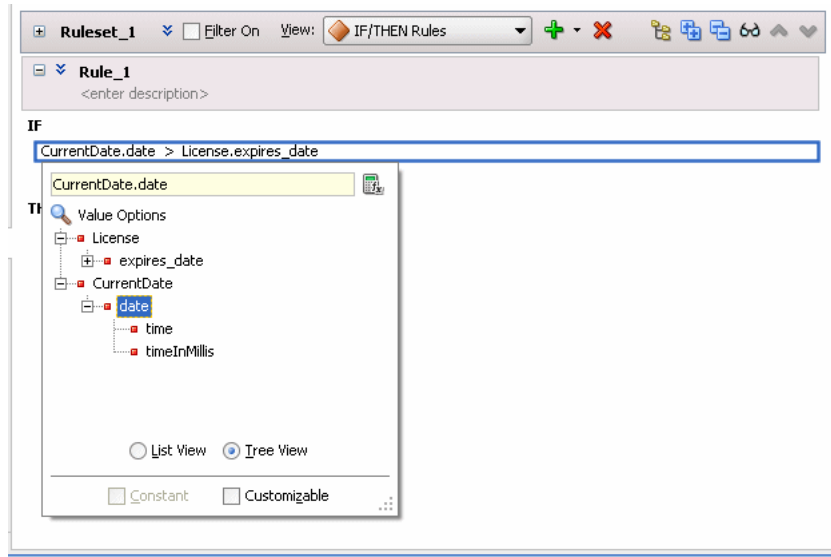 Ruleset_1 Filter On View: IF/THEN Rules
Rule_1
<enter description>
IF
CurrentDate.date > License.expires_date
CurrentDate.date
TH
Value Options
License
expires_date
CurrentDate
date
time
timeInMillis
List View Tree View
Constant Customizable